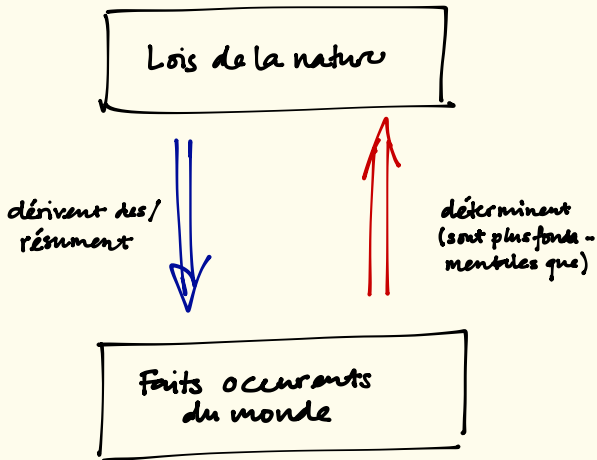 Lois de la nature
dérivent des/
résument
déterminent
(sont plus fonda-
mentales que)
Faits occurents
du monde